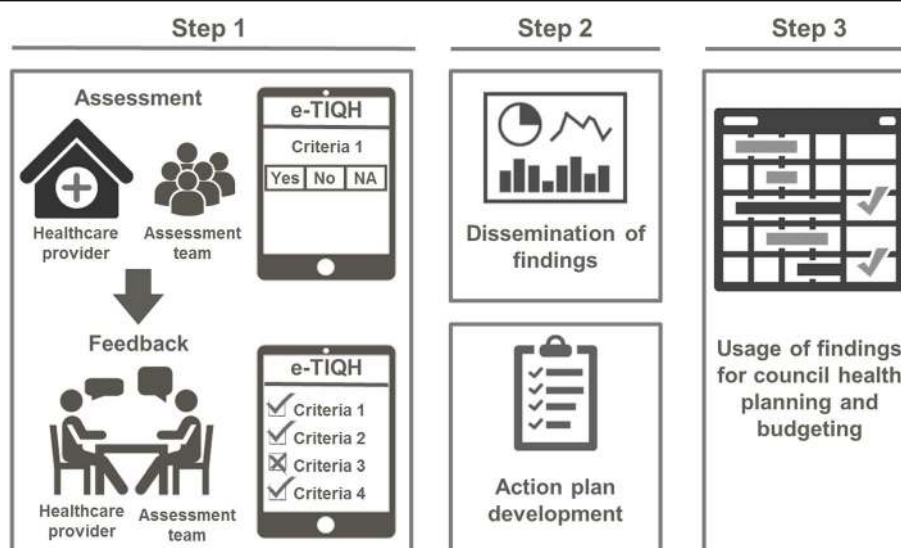 Step 1
Assessment
Healthcare
provider
Assessment
team
e-TIQH
Criteria 1
Yes No NA
Feedback
Healthcare
provider
Assessment
team
e-TIQH
Criteria 1
Criteria 2
Criteria 3
Criteria 4
Step 2
Dissemination of
findings
Action plan
development
Step 3
Usage of findings
for council health
planning and
budgeting